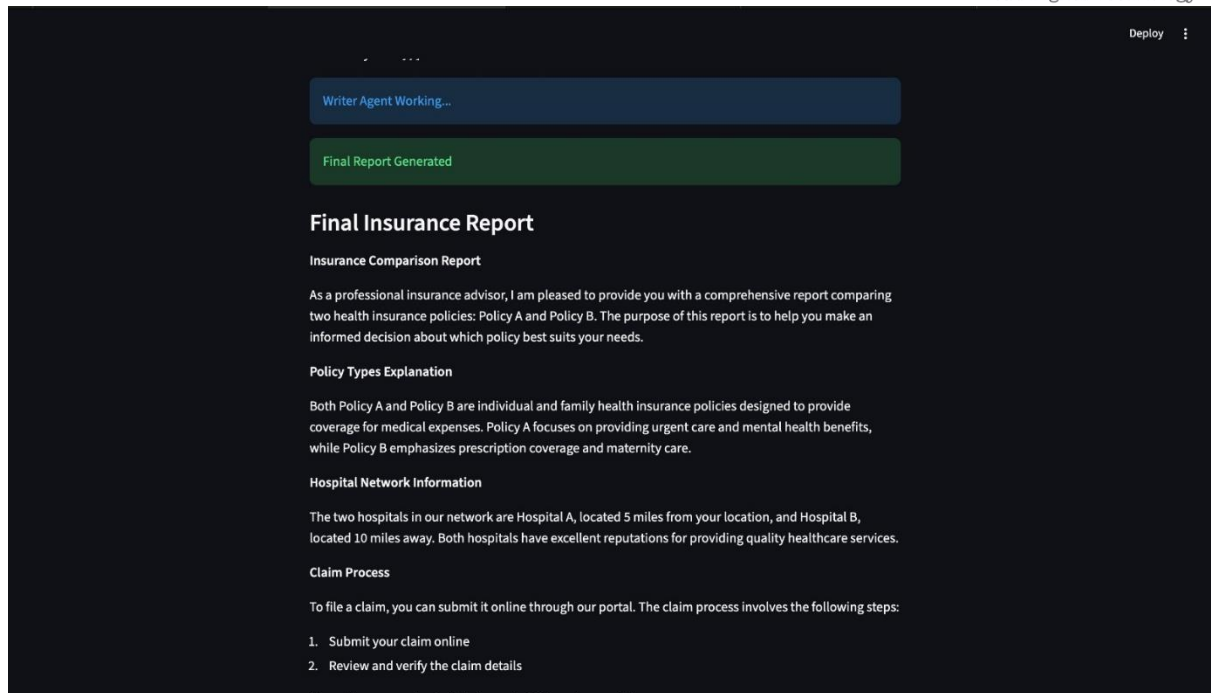 Deploy
Writer Agent Working...
Final Report Generated
Final Insurance Report
Insurance Comparison Report
As a professional insurance advisor, I am pleased to provide you with a comprehensive report comparing
two health insurance policies: Policy A and Policy B. The purpose of this report is to help you make an
informed decision about which policy best suits your needs.
Policy Types Explanation
Both Policy A and Policy B are individual and family health insurance policies designed to provide
coverage for medical expenses. Policy A focuses on providing urgent care and mental health benefits,
while Policy B emphasizes prescription coverage and maternity care.
Hospital Network Information
The two hospitals in our network are Hospital A, located 5 miles from your location, and Hospital B,
located 10 miles away. Both hospitals have excellent reputations for providing quality healthcare services.
Claim Process
To file a claim, you can submit it online through our portal. The claim process involves the following steps:
1. Submit your claim online
2. Review and verify the claim details